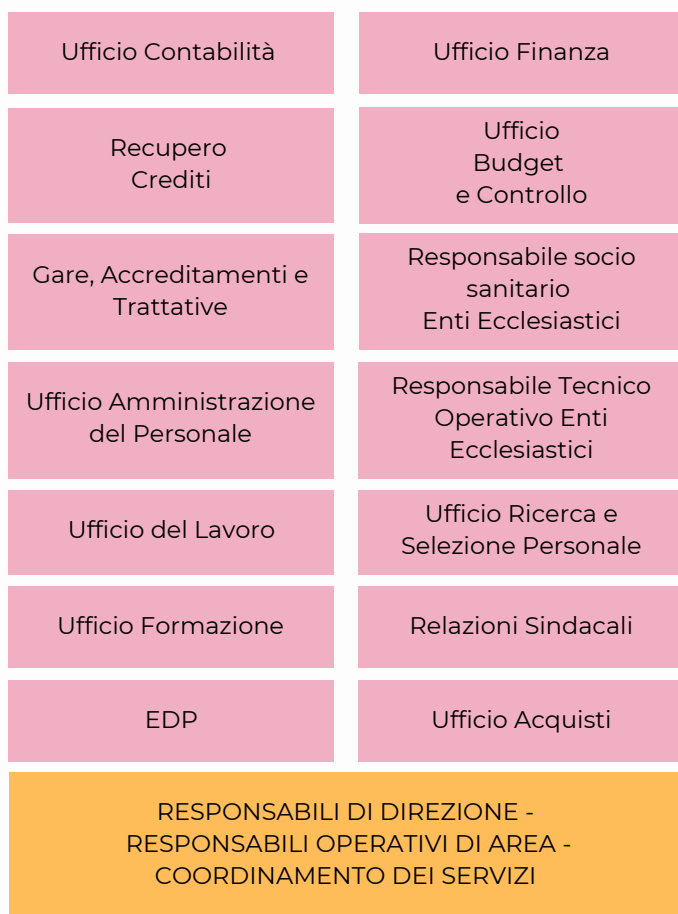 Ufficio Contabilità
Ufficio Finanza
Recupero
Crediti
Ufficio
Budget
e Controllo
Gare, Accreditamenti e
Trattative
Responsabile socio
sanitario
Enti Ecclesiastici
Ufficio Amministrazione
del Personale
Responsabile Tecnico
Operativo Enti
Ecclesiastici
Ufficio del Lavoro
Ufficio Ricerca e
Selezione Personale
Ufficio Formazione
Relazioni Sindacali
EDP
Ufficio Acquisti
RESPONSABILI DI DIREZIONE -
RESPONSABILI OPERATIVI DI AREA -
COORDINAMENTO DEI SERVIZI